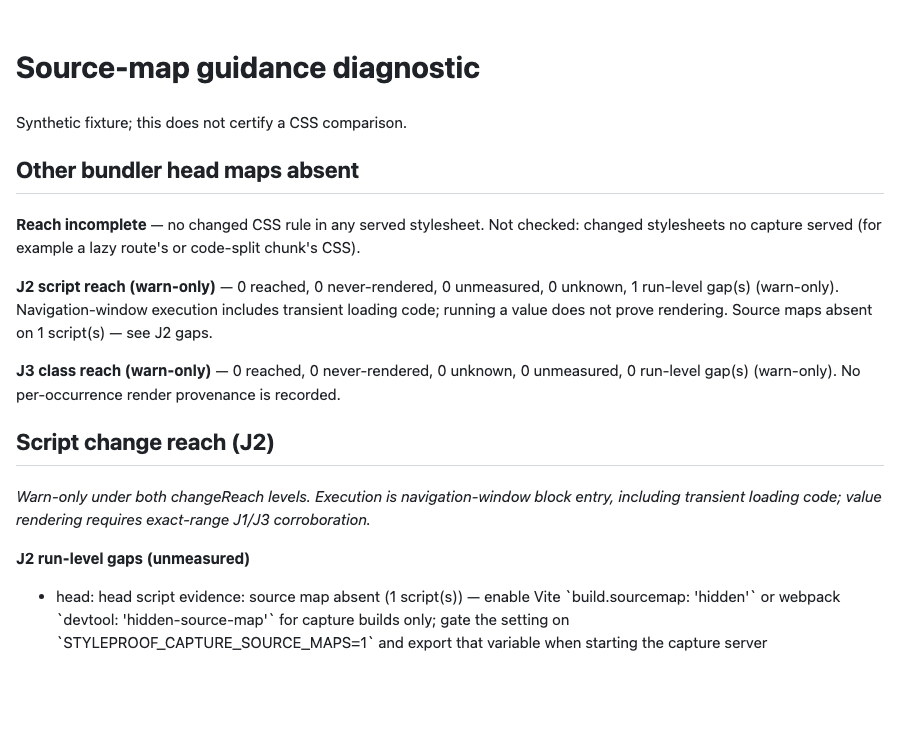 Source-map guidance diagnostic
Synthetic fixture; this does not certify a CSS comparison.
Other bundler head maps absent
Reach incomplete — no changed CSS rule in any served stylesheet. Not checked: changed stylesheets no capture served (for
example a lazy route's or code-split chunk's CSS).
J2 script reach (warn-only) — 0 reached, 0 never-rendered, 0 unmeasured, 0 unknown, 1 run-level gap(s) (warn-only).
Navigation-window execution includes transient loading code; running a value does not prove rendering. Source maps absent
on 1 script(s) — see J2 gaps.
J3 class reach (warn-only) — 0 reached, 0 never-rendered, 0 unknown, 0 unmeasured, 0 run-level gap(s) (warn-only). No
per-occurrence render provenance is recorded.
Script change reach (J2)
Warn-only under both changeReach levels. Execution is navigation-window block entry, including transient loading code; value
rendering requires exact-range J1/J3 corroboration.
J2 run-level gaps (unmeasured)
• head: head script evidence: source map absent (1 script(s)) — enable Vite `build.sourcemap: 'hidden'` or webpack
`devtool: 'hidden-source-map'` for capture builds only; gate the setting on
`STYLEPROOF_CAPTURE_SOURCE_MAPS=1` and export that variable when starting the capture server